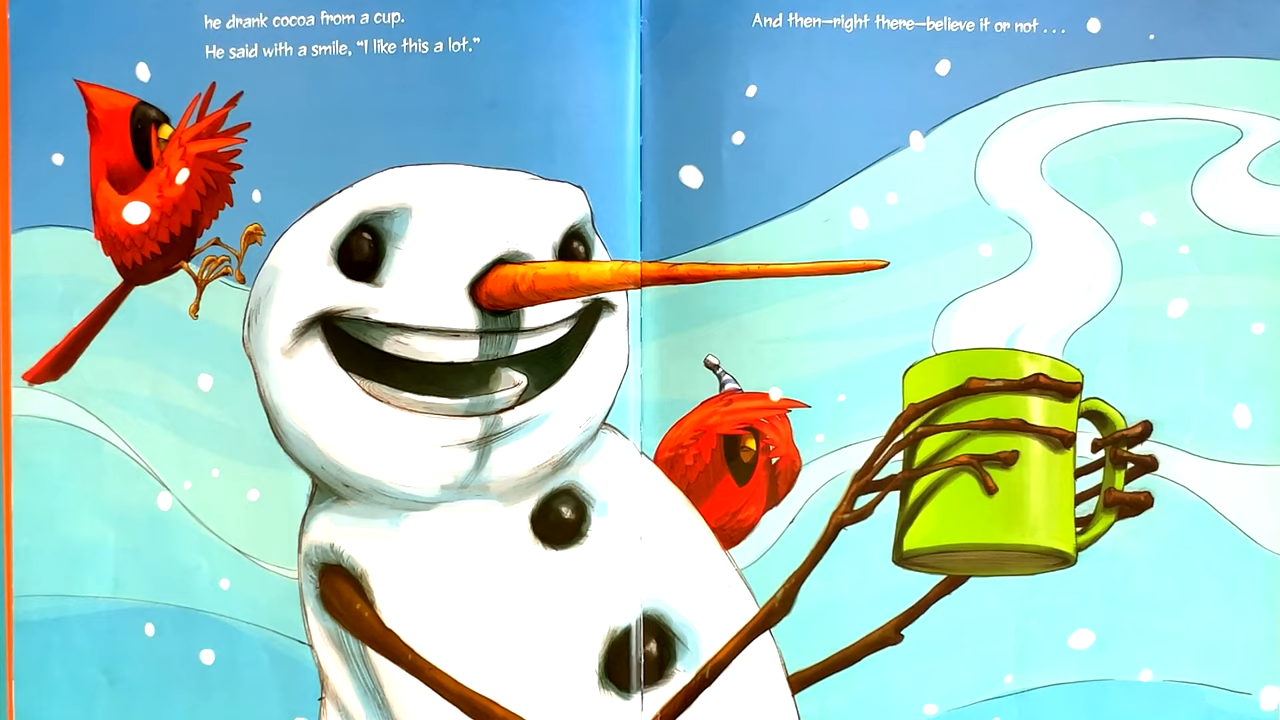 he drank cocoa from a cup.
He said with a smile, “I like this a lot.”
And then—right there—believe it or not . . .